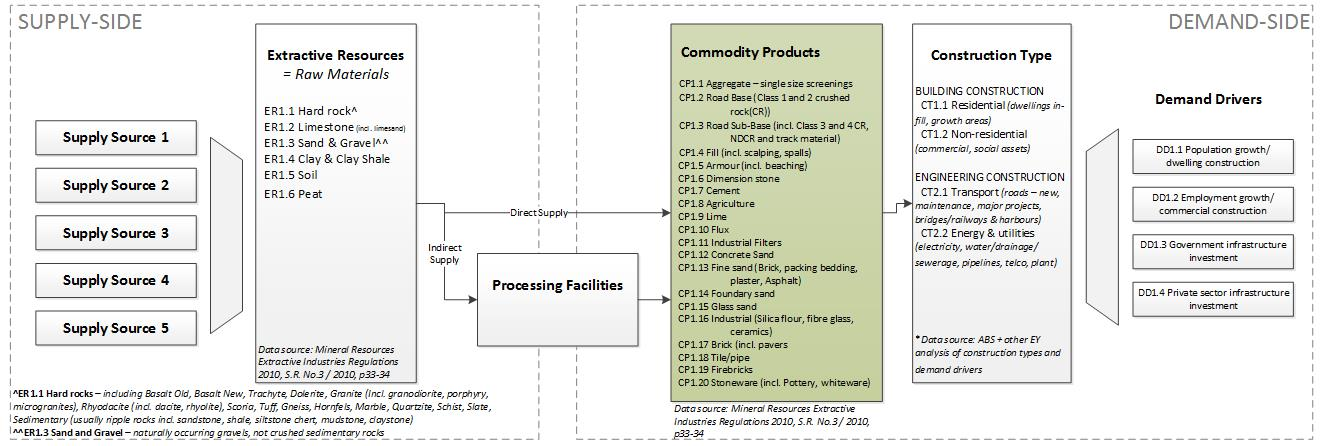 SUPPLY-SIDE
Supply Source 1
Supply Source 2
Supply Source 3
Supply Source 4
Supply Source 5
Extractive Resources
= Raw Materials
ER1.1 Hard rock^
ER1.2 Limestone (incl. limesand)
ER1.3 Sand & Gravel^^
ER1.4 Clay & Clay Shale
ER1.5 Soil
ER1.6 Peat
Data source: Mineral Resources
Extractive Industries Regulations
2010, S.R. No.3 / 2010, p33-34
^ER1.1 Hard rocks – including Basalt Old, Basalt New, Trachyte, Dolerite, Granite (Incl. granodiorite, porphyry,
microgranites), Rhyodacite (incl. dacite, rhyolite), Scoria, Tuff, Gneiss, Hornfels, Marble, Quartzite, Schist, Slate,
Sedimentary (usually ripple rocks incl. sandstone, shale, siltstone chert, mudstone, claystone)
^^ER1.3 Sand and Gravel – naturally occurring gravels, not crushed sedimentary rocks
Direct Supply
Indirect
Supply
Processing Facilities
DEMAND-SIDE
Commodity Products
CP1.1 Aggregate – single size screenings
CP1.2 Road Base (Class 1 and 2 crushed
rock(CR))
CP1.3 Road Sub-Base (incl. Class 3 and 4 CR,
NDCR and track material)
CP1.4 Fill (incl. scalping, spalls)
CP1.5 Armour (incl. beaching)
CP1.6 Dimension stone
CP1.7 Cement
CP1.8 Agriculture
CP1.9 Lime
CP1.10 Flux
CP1.11 Industrial Filters
CP1.12 Concrete Sand
CP1.13 Fine sand (Brick, packing bedding,
plaster, Asphalt)
CP1.14 Foundary sand
CP1.15 Glass sand
CP1.16 Industrial (Silica flour, fibre glass,
ceramics)
CP1.17 Brick (incl. pavers
CP1.18 Tile/pipe
CP1.19 Firebricks
CP1.20 Stoneware (incl. Pottery, whiteware)
Data source: Mineral Resources Extractive
Industries Regulations 2010, S.R. No.3 / 2010,
p33-34
Construction Type
BUILDING CONSTRUCTION
CT1.1 Residential (dwellings in-
fill, growth areas)
CT1.2 Non-residential
(commercial, social assets)
ENGINEERING CONSTRUCTION
CT2.1 Transport (roads – new,
maintenance, major projects,
bridges/railways & harbours)
CT2.2 Energy & utilities
(electricity, water/drainage/
sewerage, pipelines, telco, plant)
* Data source: ABS + other EY
analysis of construction types and
demand drivers
Demand Drivers
DD1.1 Population growth/
dwelling construction
DD1.2 Employment growth/
commercial construction
DD1.3 Government infrastructure
investment
DD1.4 Private sector infrastructure
investment